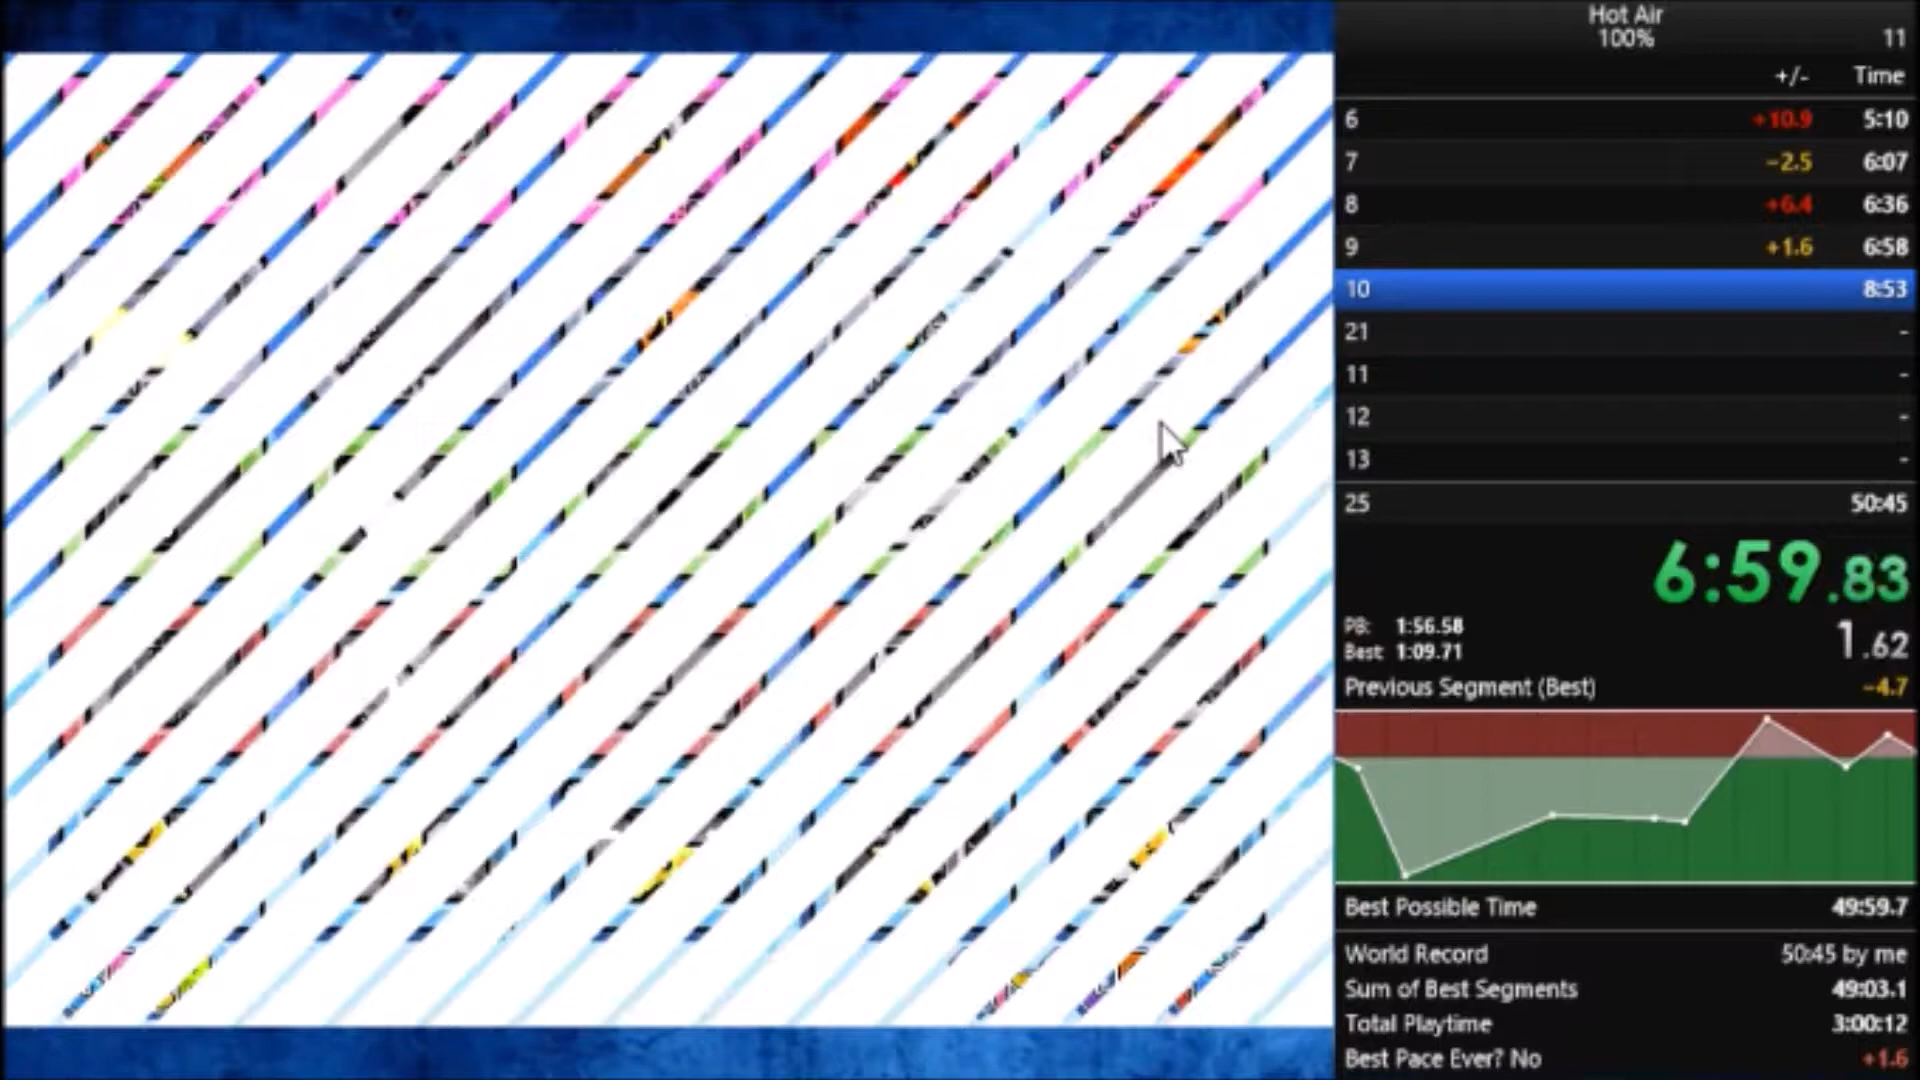 Hot Air
100% 11
+/- Time
6 +10.9 5:10
7 −2.5 6:07
8 +6.4 6:36
9 +1.6 6:58
10 8:53
21 -
11 -
12 -
13 -
25 50:45
6:59.83
PB: 1:56.58
1.62
Best: 1:09.71
Previous Segment (Best) −4.7
Best Possible Time 49:59.7
World Record 50:45 by me
Sum of Best Segments 49:03.1
Total Playtime 3:00:12
Best Pace Ever? No +1.6